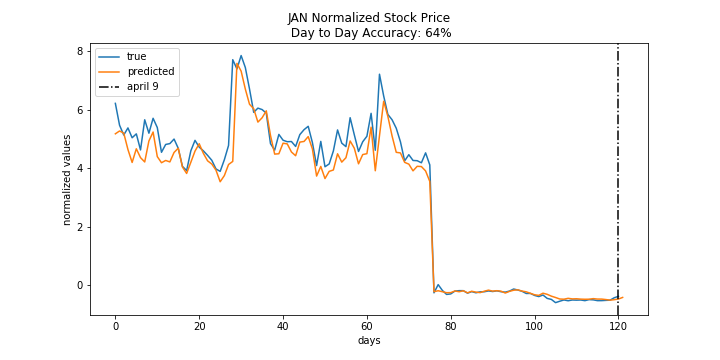 JAN Normalized Stock Price
Day to Day Accuracy: 64%
true
predicted
april 9
normalized values
8
6
4
2
0
0 20 40 60 80 100 120
days